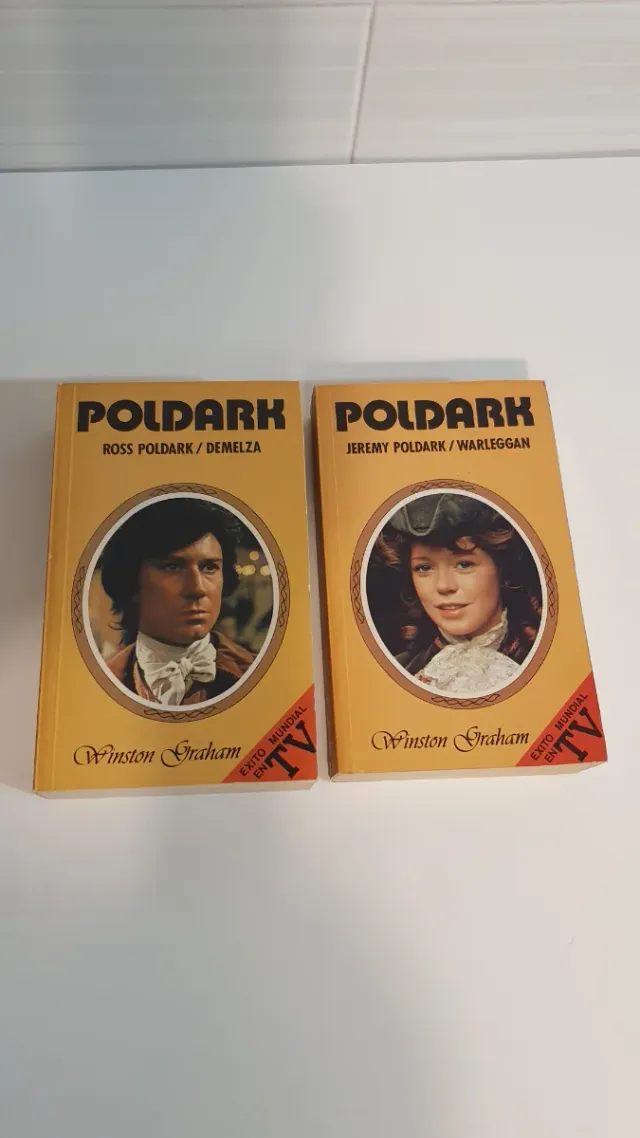 POLDARK
ROSS POLDARK / DEMELZA
Winston Graham
EXITO MUNDIAL
EN TV
POLDARK
JEREMY POLDARK / WARLEGGAN
Winston Graham
EXITO MUNDIAL
EN TV